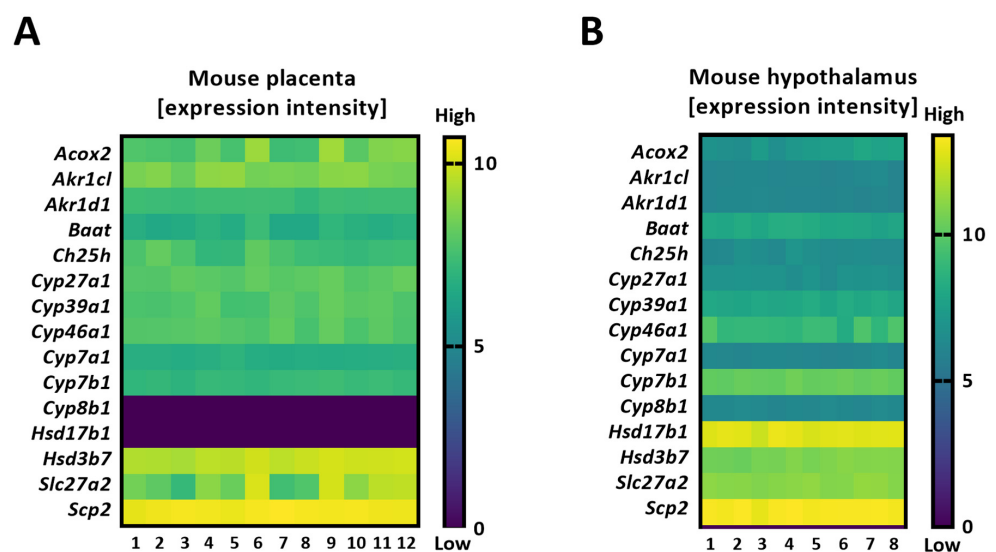 A
Mouse placenta
[expression intensity]
High
Acox2
Akr1cl
Akr1d1
Baat
Ch25h
Cyp27a1
Cyp39a1
Cyp46a1
Cyp7a1
Cyp7b1
Cyp8b1
Hsd17b1
Hsd3b7
Slc27a2
Scp2
10
5
0
1 2 3 4 5 6 7 8 9 10 11 12
Low
B
Mouse hypothalamus
[expression intensity]
High
Acox2
Akr1cl
Akr1d1
Baat
Ch25h
Cyp27a1
Cyp39a1
Cyp46a1
Cyp7a1
Cyp7b1
Cyp8b1
Hsd17b1
Hsd3b7
Slc27a2
Scp2
10
5
0
1 2 3 4 5 6 7 8
Low